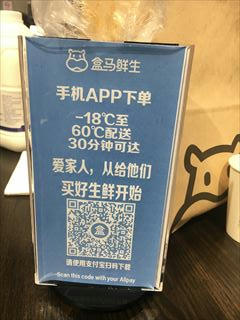 盒马鲜生
手机APP下单
-18℃至
60℃配送
30分钟可达
爱家人，从给他们
买好生鲜开始
请使用支付宝扫码下载
Scan this code with your Alipay